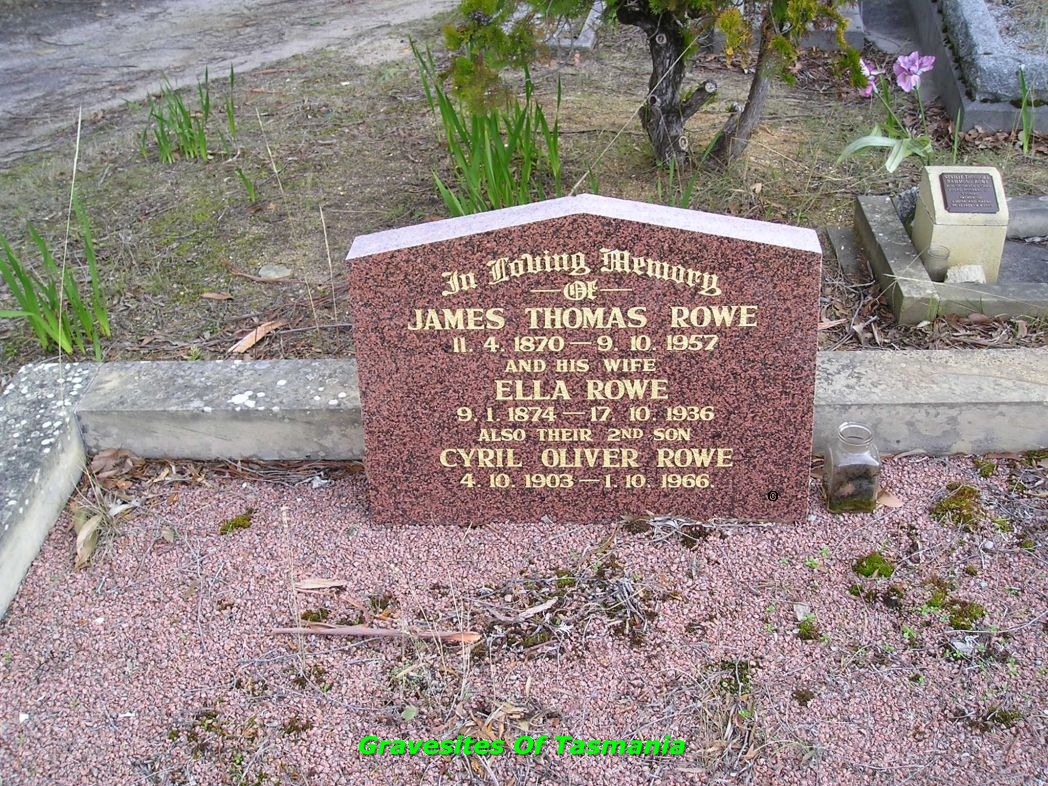 In Loving Memory
OF
JAMES THOMAS ROWE
11. 4. 1870 — 9. 10. 1957
AND HIS WIFE
ELLA ROWE
9. 1. 1874 — 17. 10. 1936
ALSO THEIR 2ND SON
CYRIL OLIVER ROWE
4. 10. 1903 — 1. 10. 1966
Gravesites Of Tasmania